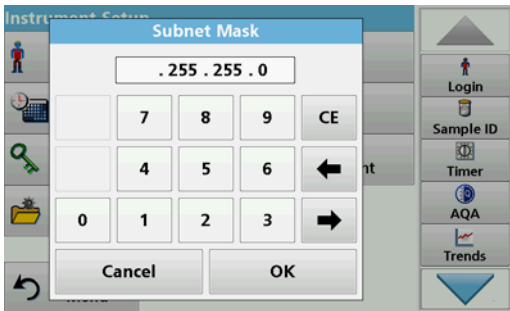 Instrument Setup
Subnet Mask
. 255 . 255 . 0
7 8 9 CE
4 5 6
0 1 2 3
Cancel OK
Menu
Login
Sample ID
Timer
AQA
Trends